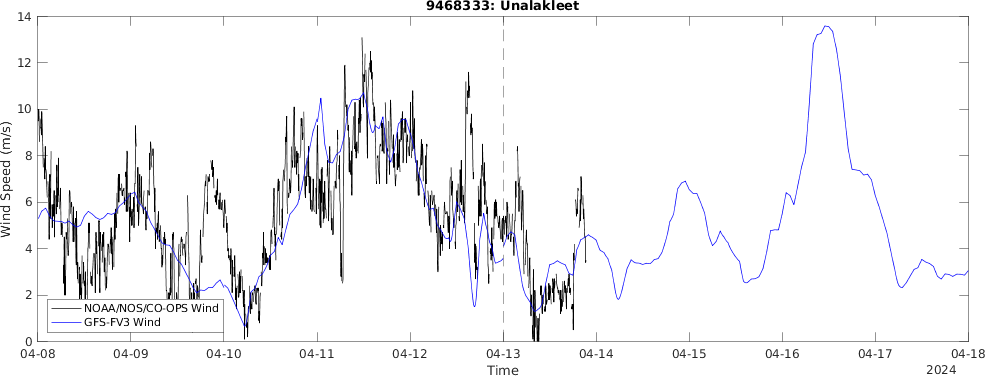 9468333: Unalakleet
Wind Speed (m/s)
14
12
10
8
6
4
2
0
NOAA/NOS/CO-OPS Wind
GFS-FV3 Wind
04-08 04-09 04-10 04-11 04-12 04-13 04-14 04-15 04-16 04-17 04-18
Time
2024